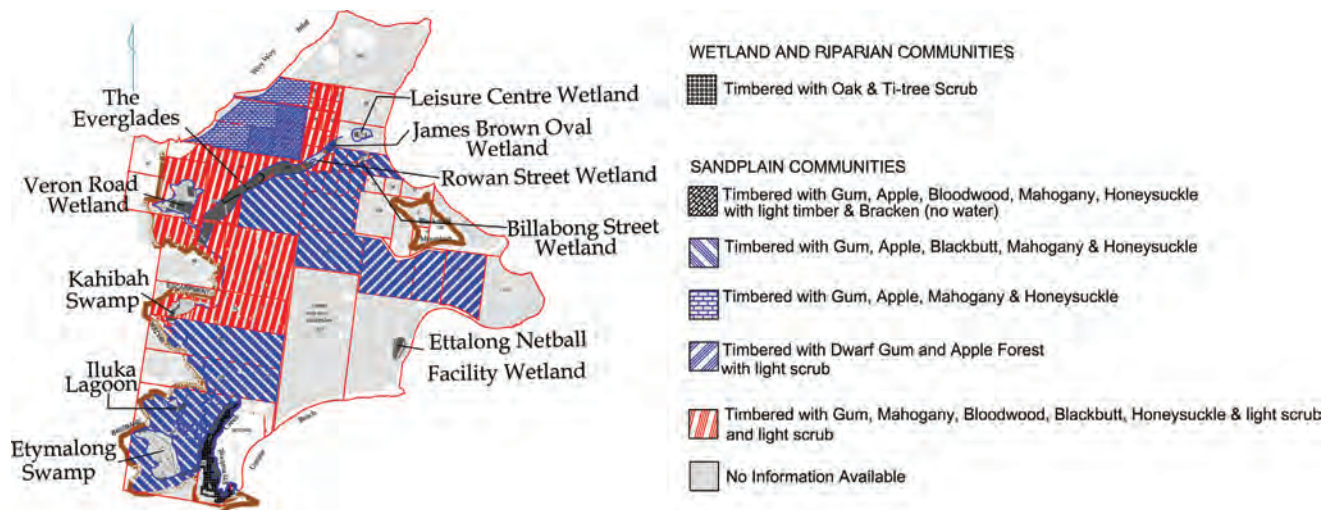 Woy Woy Inlet
The
Everglades
Leisure Centre Wetland
James Brown Oval
Wetland
Rowan Street Wetland
Veron Road
Wetland
Billabong Street
Wetland
Kahibah
Swamp
Ettalong Netball
Facility Wetland
Iluka
Lagoon
Etymalong
Swamp
Beach
WETLAND AND RIPARIAN COMMUNITIES
Timbered with Oak & Ti-tree Scrub
SANDPLAIN COMMUNITIES
Timbered with Gum, Apple, Bloodwood, Mahogany, Honeysuckle
with light timber & Bracken (no water)
Timbered with Gum, Apple, Blackbutt, Mahogany & Honeysuckle
Timbered with Gum, Apple, Mahogany & Honeysuckle
Timbered with Dwarf Gum and Apple Forest
with light scrub
Timbered with Gum, Mahogany, Bloodwood, Blackbutt, Honeysuckle & light scrub
and light scrub
No Information Available